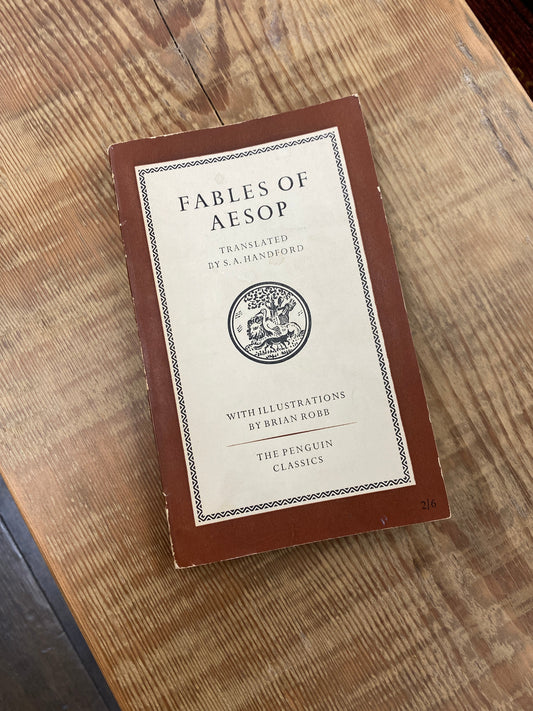 FABLES OF
AESOP
TRANSLATED
BY S. A. HANDFORD
WITH ILLUSTRATIONS
BY BRIAN ROBB
THE PENGUIN
CLASSICS
2/6